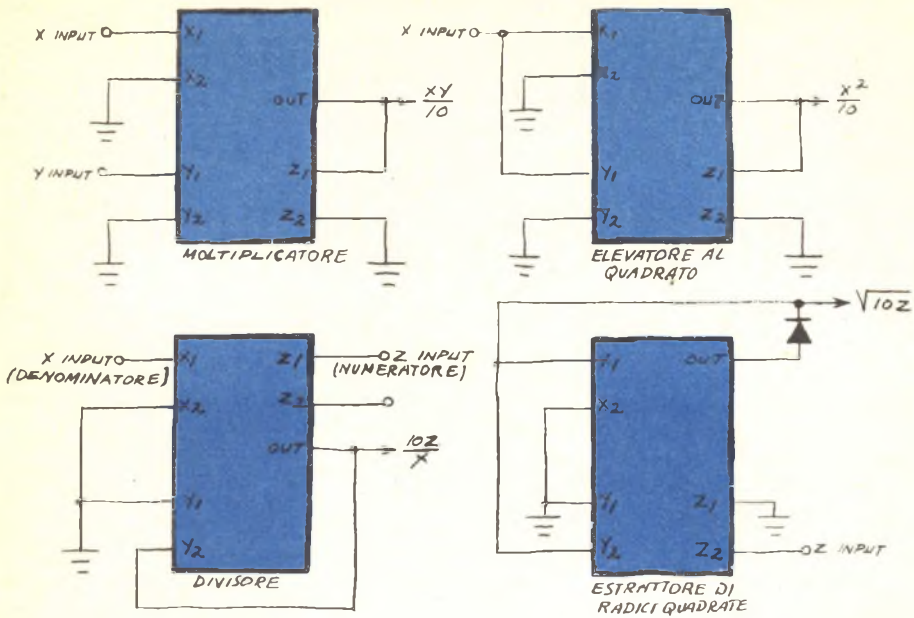 X INPUT
X1
X2
OUT
XY/10
Y INPUT
Y1
Z1
Y2
Z2
MOLTIPLICATORE
X INPUT
X1
X2
OUT
X²/10
Y1
Z1
Y2
Z2
ELEVATORE AL
QUADRATO
X INPUT
(DENOMINATORE)
X1
Z1
Z INPUT
(NUMERATORE)
X2
Z2
OUT
10Z/X
Y1
Y2
DIVISORE
√10Z
X1
OUT
X2
Y1
Z1
Y2
Z2
Z INPUT
ESTRATTORE DI
RADICI QUADRATE